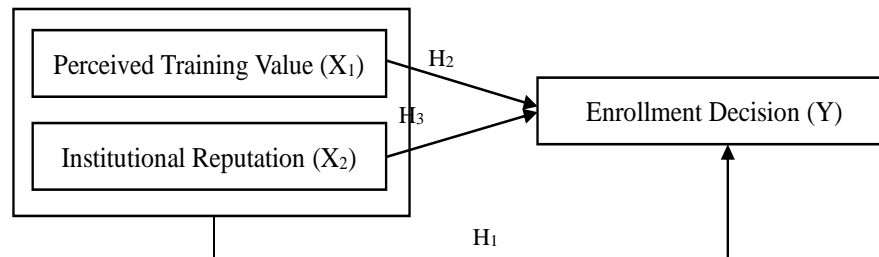 Perceived Training Value (X₁)
H₂
Enrollment Decision (Y)
H₃
Institutional Reputation (X₂)
H₁